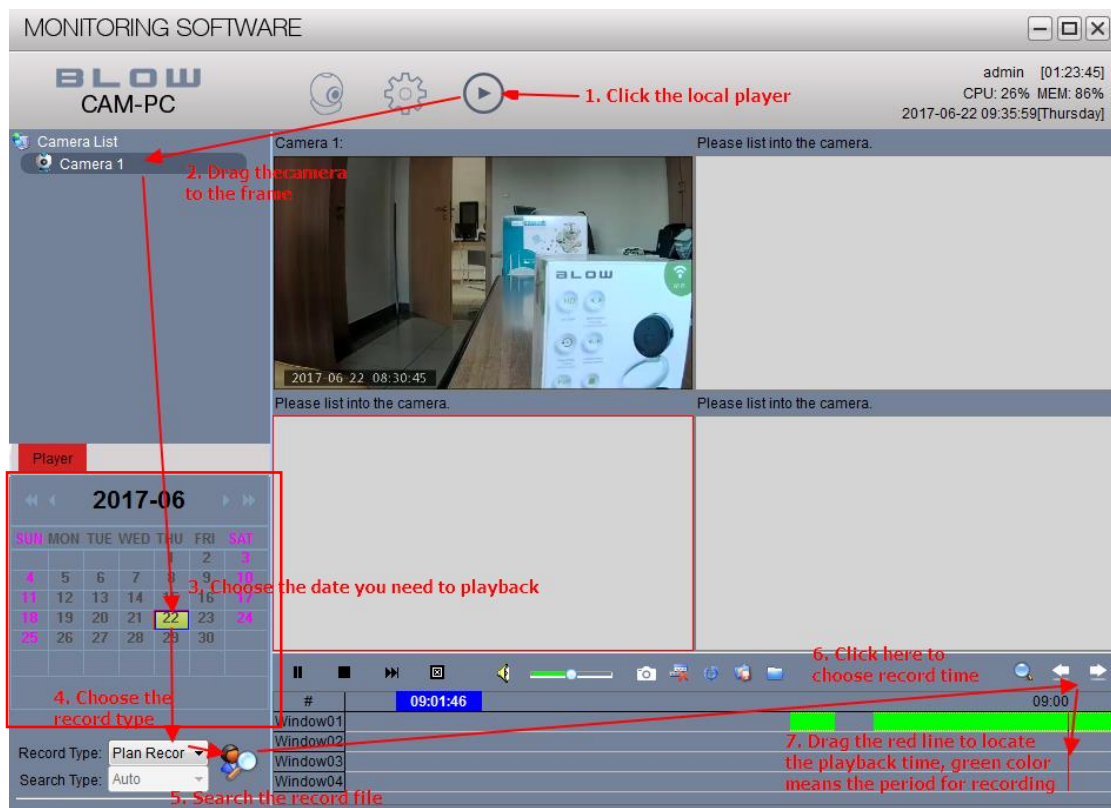 MONITORING SOFTWARE
BLOW
CAM-PC
1. Click the local player
admin [01:23:45]
CPU: 26% MEM: 86%
2017-06-22 09:35:59[Thursday]
Camera List
Camera 1
2. Drag thecamera
to the frame
Camera 1:
Please list into the camera.
BLOW
2017-06-22 08:30:45
Please list into the camera.
Please list into the camera.
Player
2017-06
SUN MON TUE WED THU FRI SAT
1 2 3
4 5 6 7 8 9 10
11 12 13 14 15 16 17
18 19 20 21 22 23 24
25 26 27 28 29 30
3. Choose the date you need to playback
4. Choose the
record type
6. Click here to
choose record time
# 09:01:46 09:00
Window01
Window02
Window03
Window04
Record Type: Plan Recor
Search Type: Auto
5. Search the record file
7. Drag the red line to locate
the playback time, green color
means the period for recording